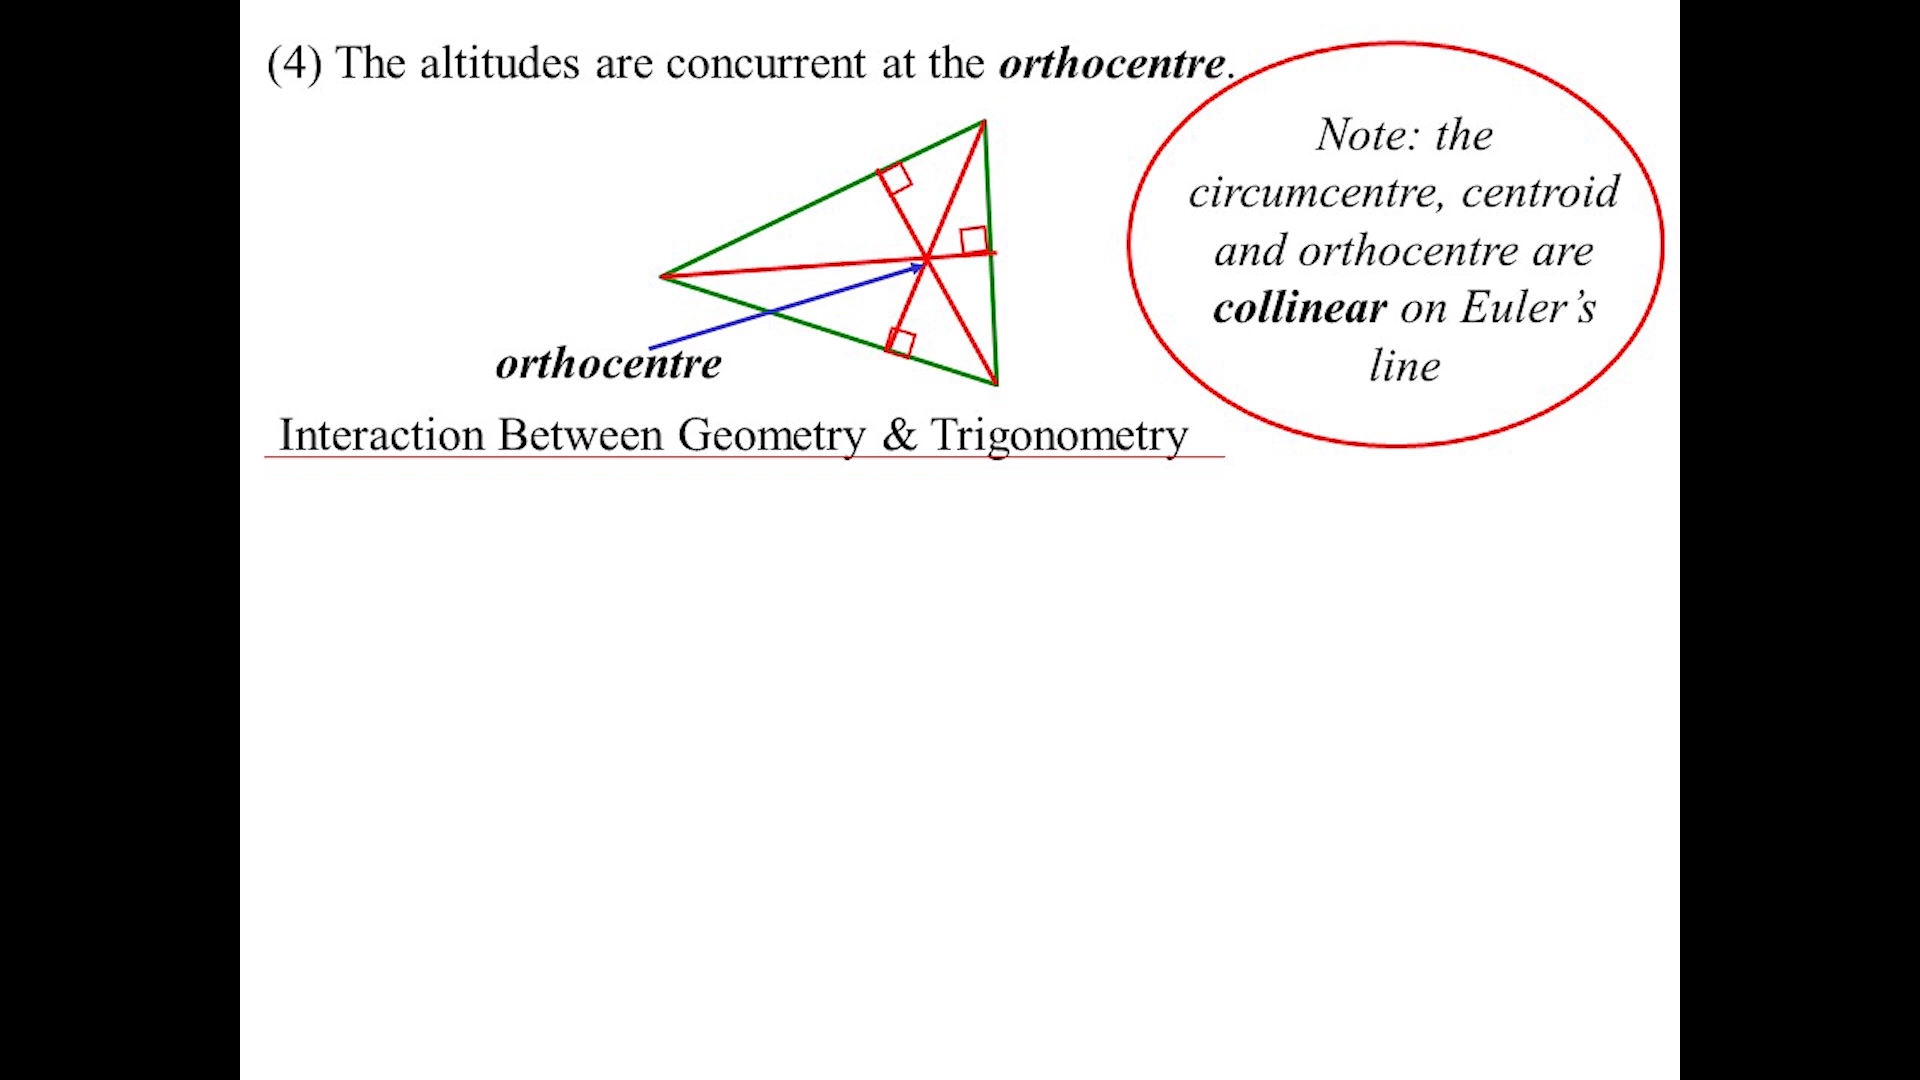 (4) The altitudes are concurrent at the orthocentre.
Note: the
circumcentre, centroid
and orthocentre are
collinear on Euler’s
line
orthocentre
Interaction Between Geometry & Trigonometry